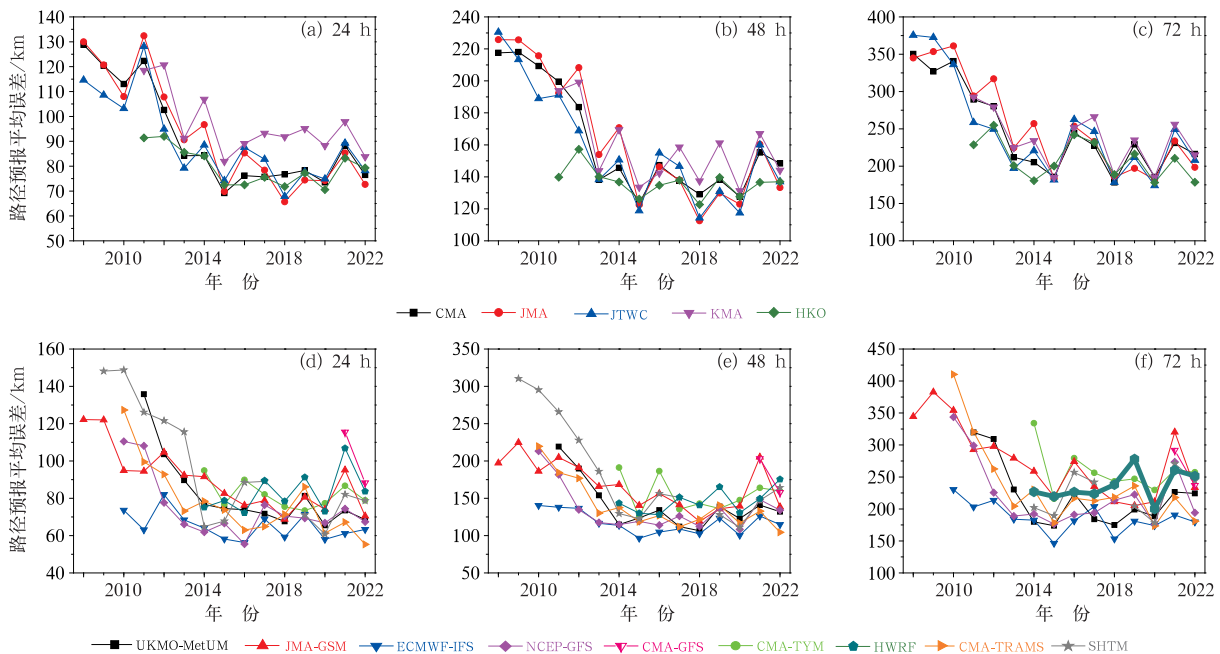 (a) 24 h
(b) 48 h
(c) 72 h
路径预报平均误差/km
140
130
120
110
100
90
80
70
60
50
240
220
200
180
160
140
120
100
400
350
300
250
200
150
100
2010 2014 2018 2022
2010 2014 2018 2022
2010 2014 2018 2022
年 份
年 份
年 份
CMA JMA JTWC KMA HKO
(d) 24 h
(e) 48 h
(f) 72 h
路径预报平均误差/km
160
140
120
100
80
60
40
350
300
250
200
150
100
50
450
400
350
300
250
200
150
100
2010 2014 2018 2022
2010 2014 2018 2022
2010 2014 2018 2022
年 份
年 份
年 份
UKMO-MetUM JMA-GSM ECMWF-IFS NCEP-GFS CMA-GFS CMA-TYM HWRF CMA-TRAMS SHTM